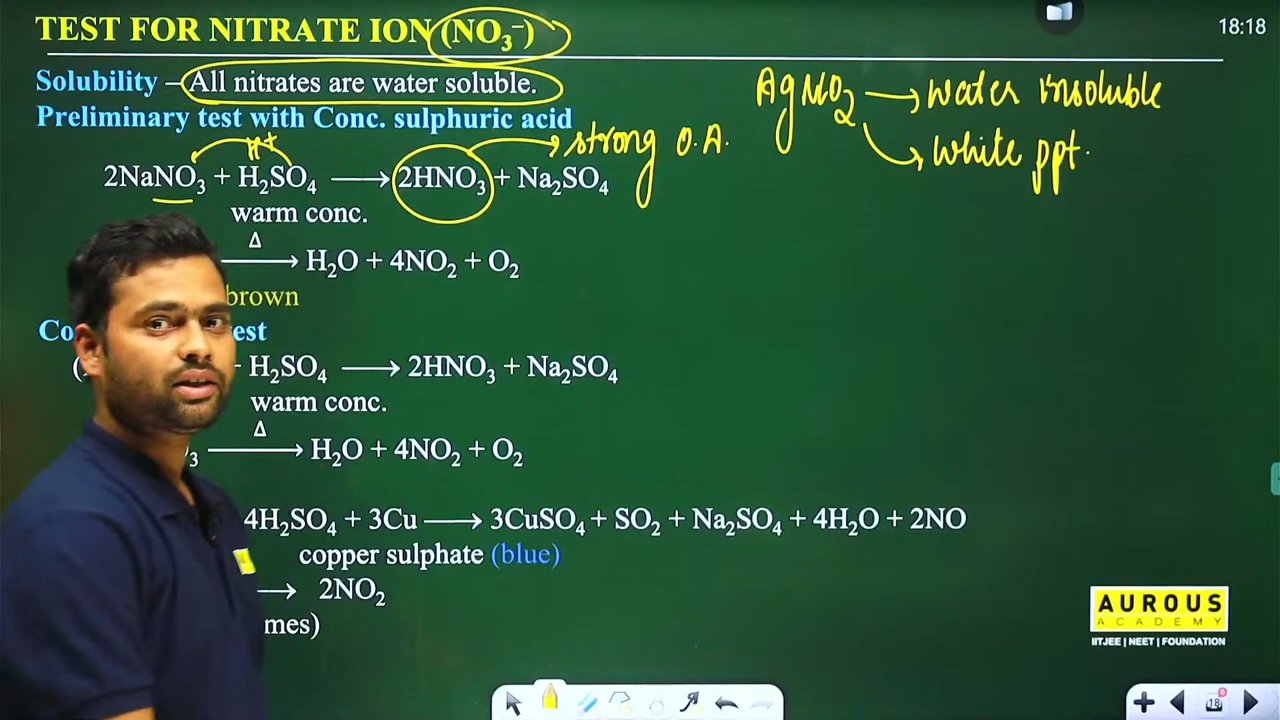 TEST FOR NITRATE ION (NO₃⁻)
18:18
Solubility – All nitrates are water soluble.
AgNO₂ → water insoluble
→ white ppt.
Preliminary test with Conc. sulphuric acid
strong O.A.
2NaNO₃ + H₂SO₄ ⟶ 2HNO₃ + Na₂SO₄
warm conc.
Δ
⟶ H₂O + 4NO₂ + O₂
brown
Co est
( H₂SO₄ ⟶ 2HNO₃ + Na₂SO₄
warm conc.
Δ
₃ ⟶ H₂O + 4NO₂ + O₂
4H₂SO₄ + 3Cu ⟶ 3CuSO₄ + SO₂ + Na₂SO₄ + 4H₂O + 2NO
copper sulphate (blue)
⟶ 2NO₂
mes)
AUROUS
ACADEMY
IITJEE | NEET | FOUNDATION
18